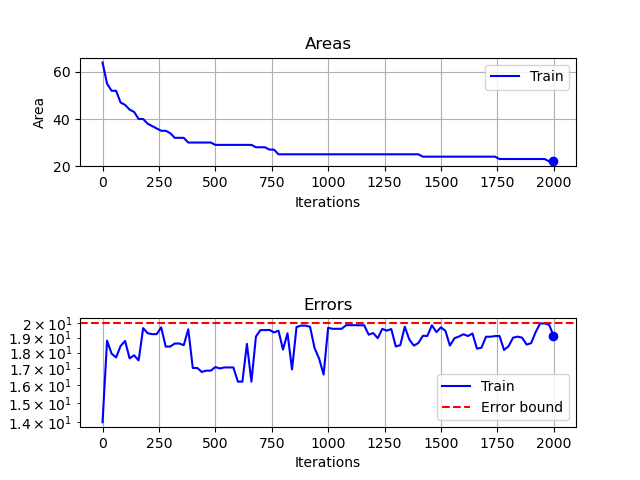 Areas
60
40
20
Area
Train
0 250 500 750 1000 1250 1500 1750 2000
Iterations
Errors
2 × 10¹
1.9 × 10¹
1.8 × 10¹
1.7 × 10¹
1.6 × 10¹
1.5 × 10¹
1.4 × 10¹
Train
Error bound
0 250 500 750 1000 1250 1500 1750 2000
Iterations